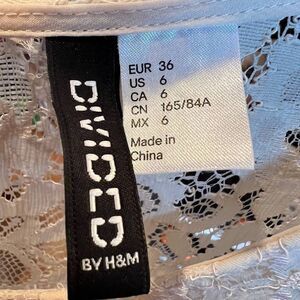 DIVIDED
BY H&M
EUR 36
US 6
CA 6
CN 165/84A
MX 6
Made in
China